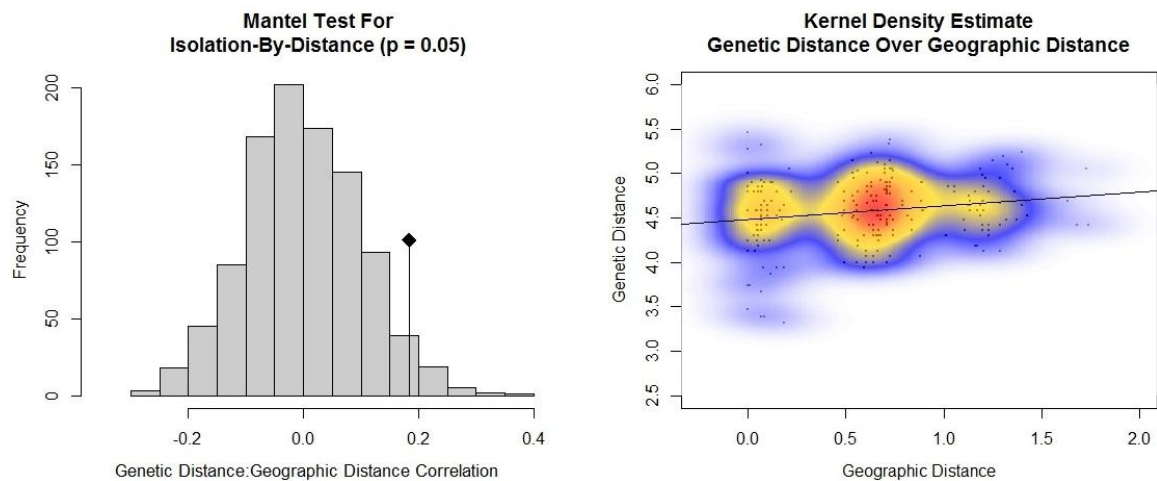 Mantel Test For
Isolation-By-Distance (p = 0.05)
200
150
100
50
0
Frequency
-0.2
0.0
0.2
0.4
Genetic Distance:Geographic Distance Correlation
Kernel Density Estimate
Genetic Distance Over Geographic Distance
6.0
5.5
5.0
4.5
4.0
3.5
3.0
2.5
Genetic Distance
0.0
0.5
1.0
1.5
2.0
Geographic Distance